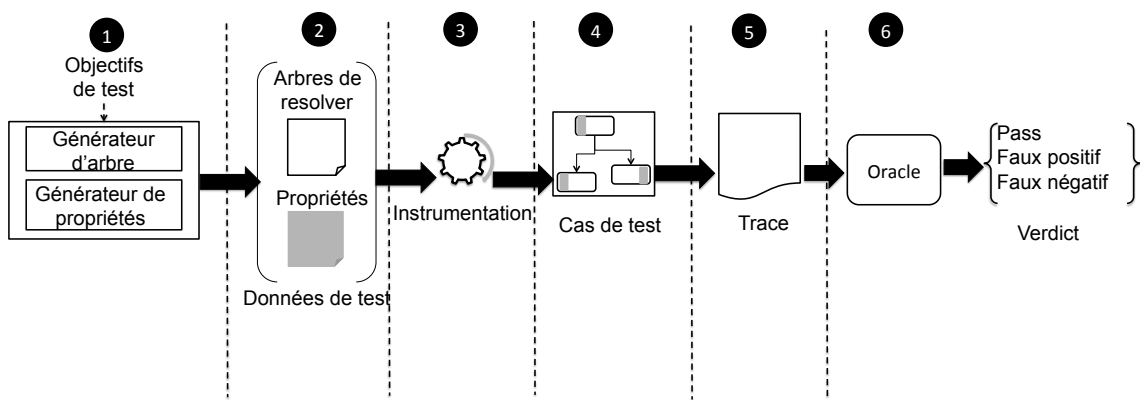 1
Objectifs
de test
Générateur
d'arbre
Générateur de
propriétés
2
Arbres de
resolver
Propriétés
Données de test
3
Instrumentation
4
Cas de test
5
Trace
6
Oracle
Pass
Faux positif
Faux négatif
Verdict